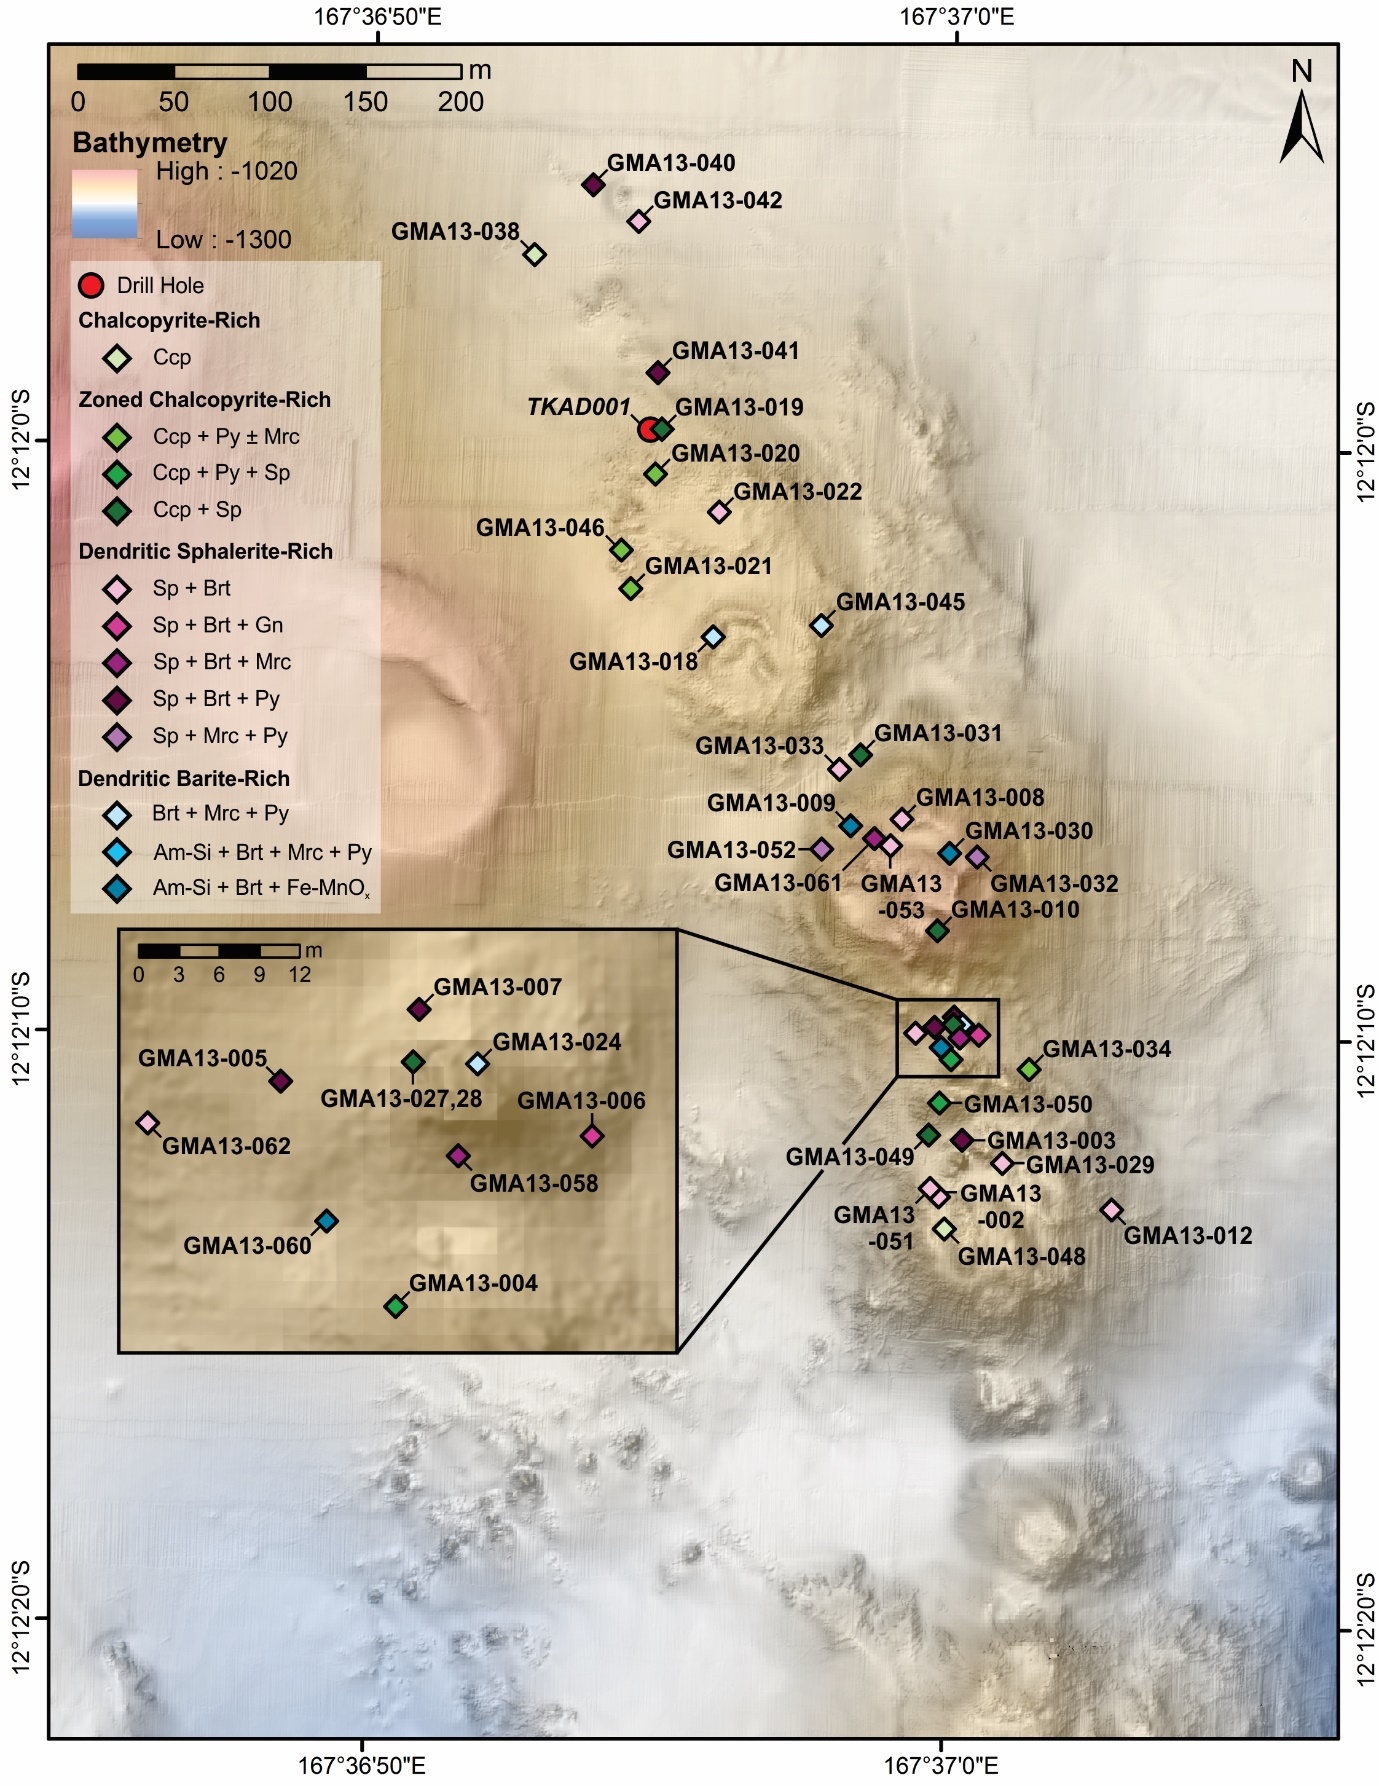 167°36'50"E
167°37'0"E
m
0 50 100 150 200
N
Bathymetry
High : -1020
Low : -1300
Drill Hole
Chalcopyrite-Rich
Ccp
Zoned Chalcopyrite-Rich
Ccp + Py ± Mrc
Ccp + Py + Sp
Ccp + Sp
Dendritic Sphalerite-Rich
Sp + Brt
Sp + Brt + Gn
Sp + Brt + Mrc
Sp + Brt + Py
Sp + Mrc + Py
Dendritic Barite-Rich
Brt + Mrc + Py
Am-Si + Brt + Mrc + Py
Am-Si + Brt + Fe-MnOx
GMA13-040
GMA13-042
GMA13-038
GMA13-041
TKAD001
GMA13-019
GMA13-020
GMA13-022
GMA13-046
GMA13-021
GMA13-045
GMA13-018
GMA13-031
GMA13-033
GMA13-008
GMA13-009
GMA13-030
GMA13-052
GMA13-061
GMA13
-053
GMA13-032
GMA13-010
GMA13-034
GMA13-050
GMA13-003
GMA13-049
GMA13-029
GMA13
-002
GMA13
-051
GMA13-012
GMA13-048
m
0 3 6 9 12
GMA13-007
GMA13-024
GMA13-005
GMA13-027,28
GMA13-006
GMA13-062
GMA13-058
GMA13-060
GMA13-004
12°12'0"S
12°12'10"S
12°12'20"S
12°12'0"S
12°12'10"S
12°12'20"S
167°36'50"E
167°37'0"E